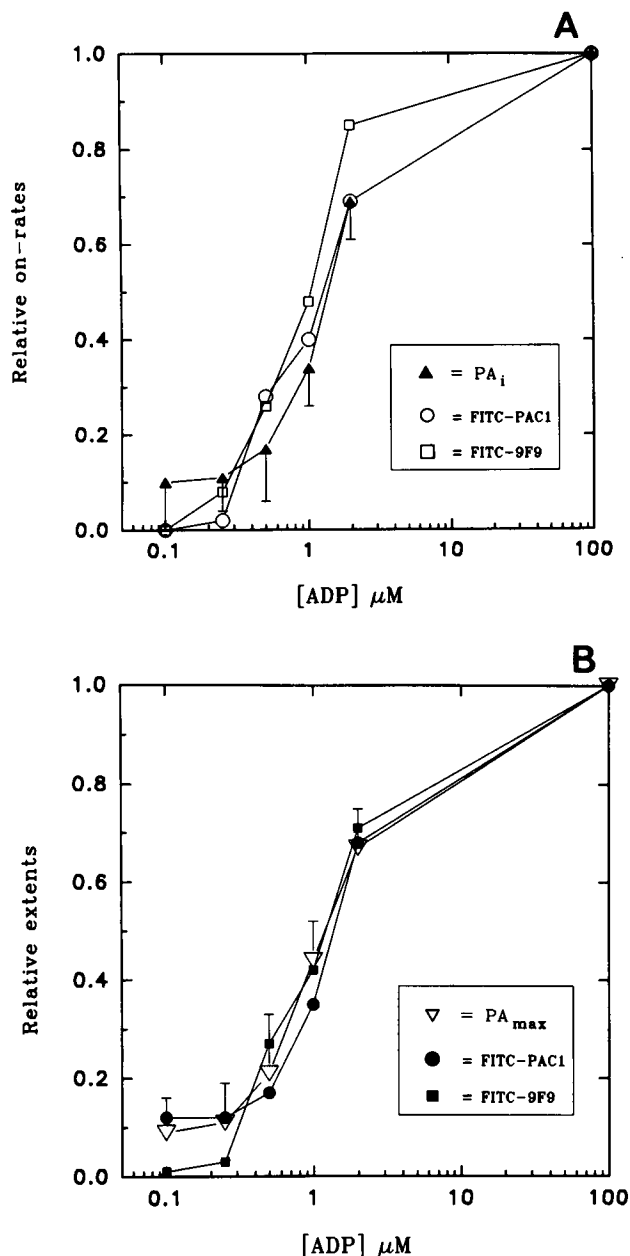 A
1.0
0.8
0.6
0.4
0.2
0.0
Relative on-rates
▲ = PAi
○ = FITC-PAC1
□ = FITC-9F9
0.1 1 10 100
[ADP] μM
B
1.0
0.8
0.6
0.4
0.2
0.0
Relative extents
▽ = PAmax
● = FITC-PAC1
■ = FITC-9F9
0.1 1 10 100
[ADP] μM